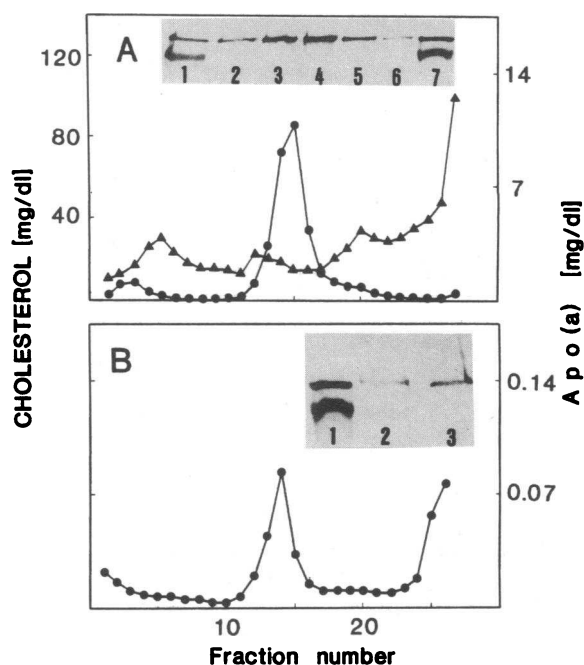 A
1 2 3 4 5 6 7
120
80
40
14
7
CHOLESTEROL [mg/dl]
Apo(a) [mg/dl]
B
1 2 3
0.14
0.07
10 20
Fraction number